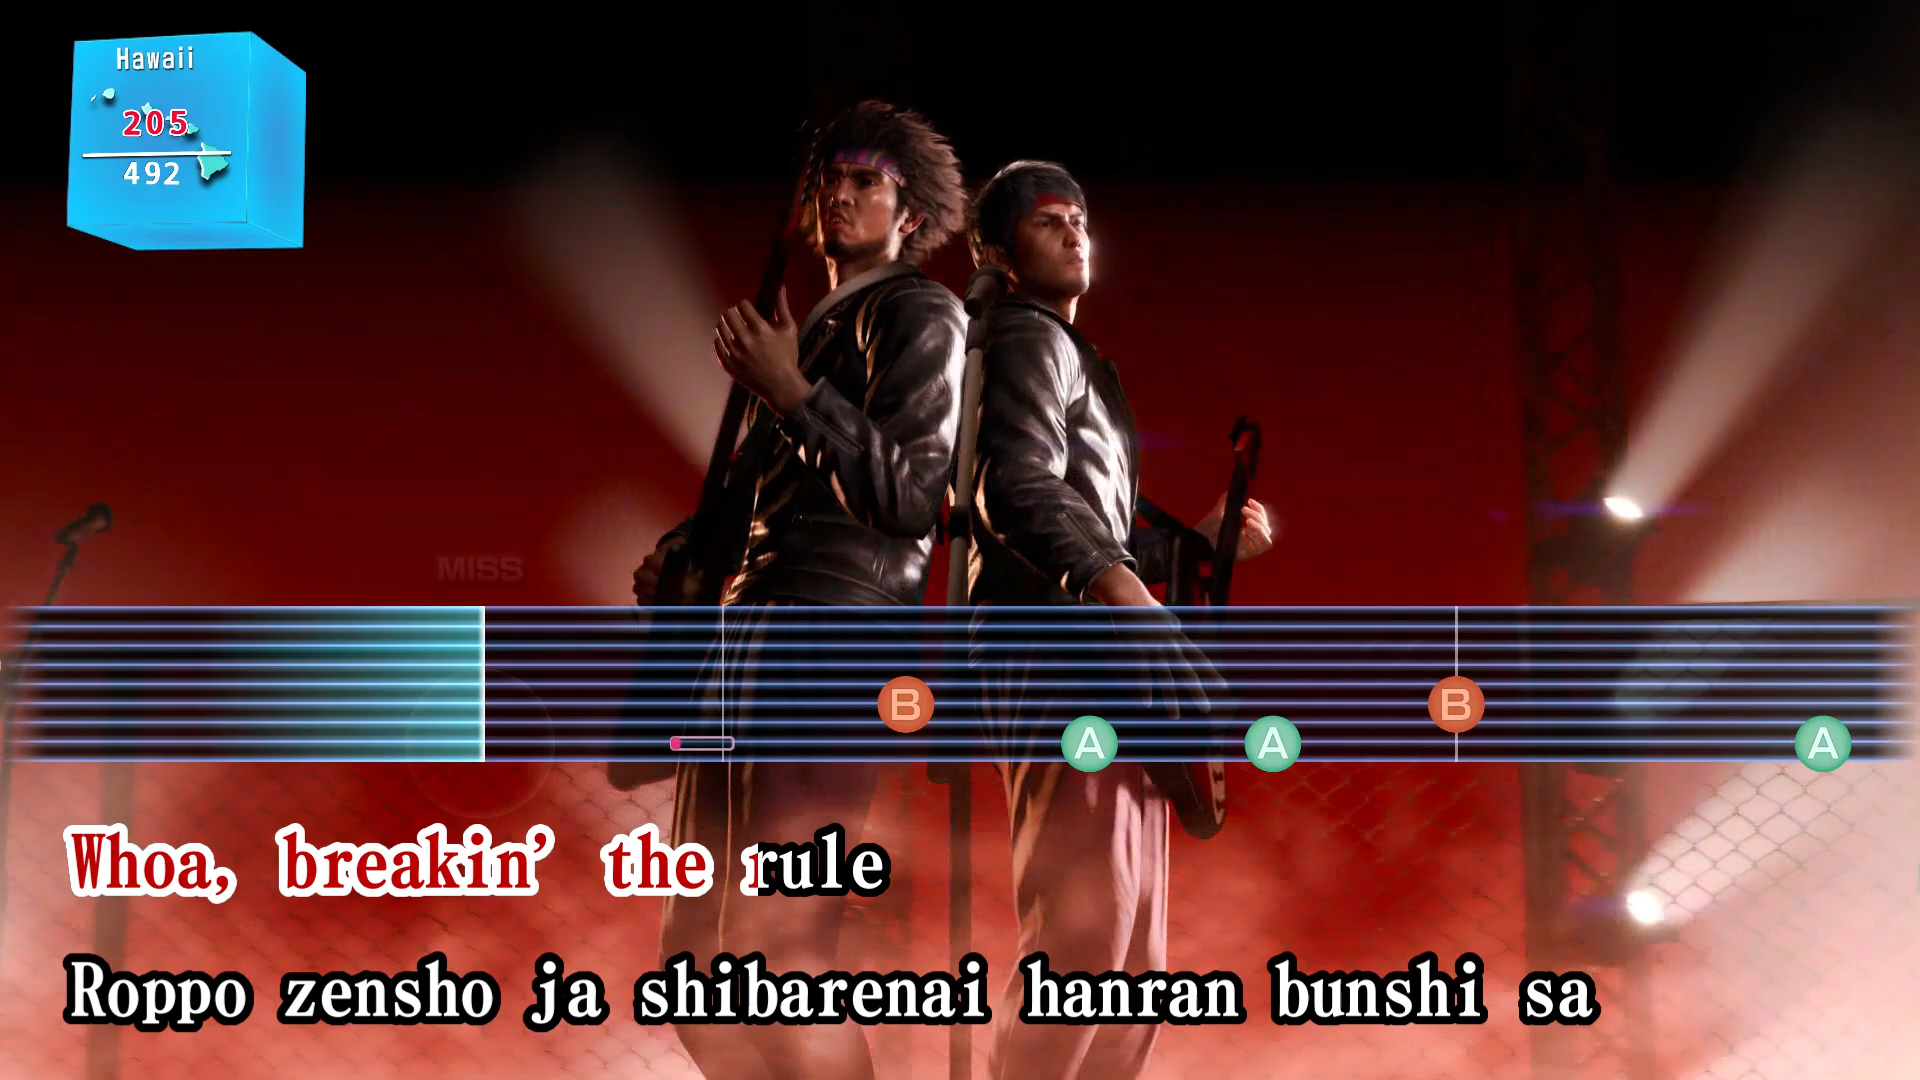 Hawaii
205
492
MISS
B
B
A
A
A
Whoa, breakin’ the rule
Roppo zensho ja shibarenai hanran bunshi sa